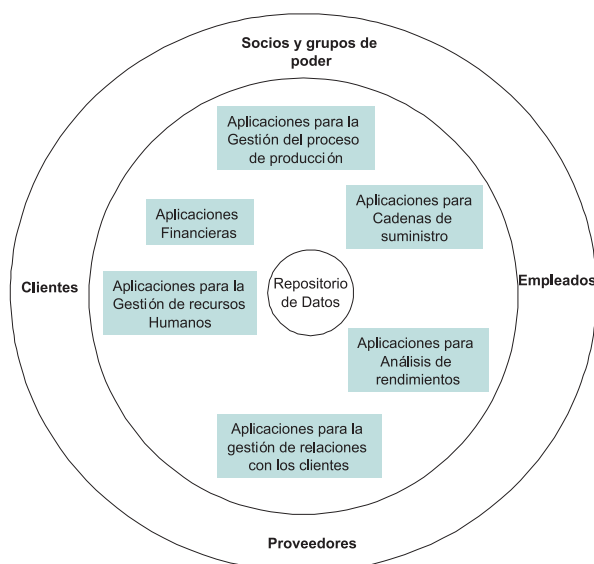 Socios y grupos de
poder
Aplicaciones para la
Gestión del proceso
de producción
Aplicaciones para
Cadenas de
suministro
Aplicaciones
Financieras
Clientes
Aplicaciones para la
Gestión de recursos
Humanos
Repositorio
de Datos
Empleados
Aplicaciones para
Análisis de
rendimientos
Aplicaciones para la
gestión de relaciones
con los clientes
Proveedores